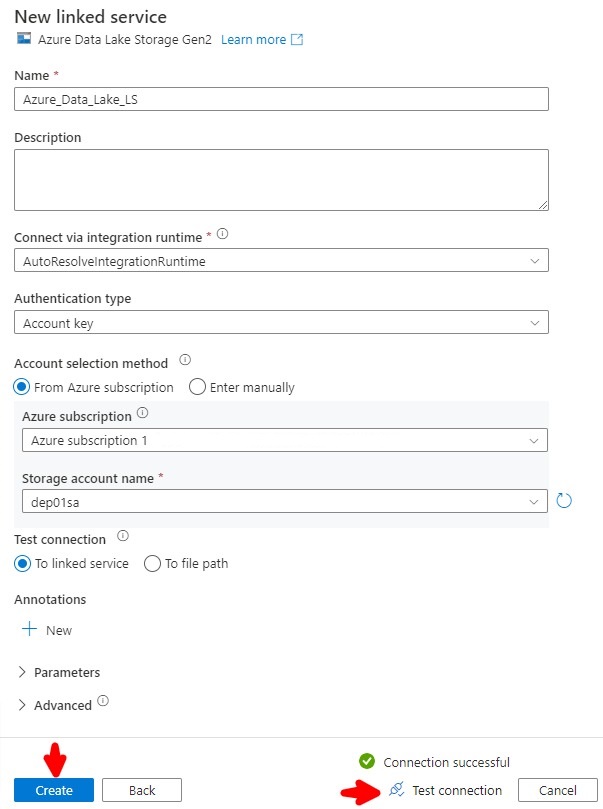 New linked service
Azure Data Lake Storage Gen2 Learn more
Name *
Azure_Data_Lake_LS
Description
Connect via integration runtime *
AutoResolveIntegrationRuntime
Authentication type
Account key
Account selection method
From Azure subscription Enter manually
Azure subscription
Azure subscription 1
Storage account name *
dep01sa
Test connection
To linked service To file path
Annotations
+ New
Parameters
Advanced
Connection successful
Create Back Test connection Cancel